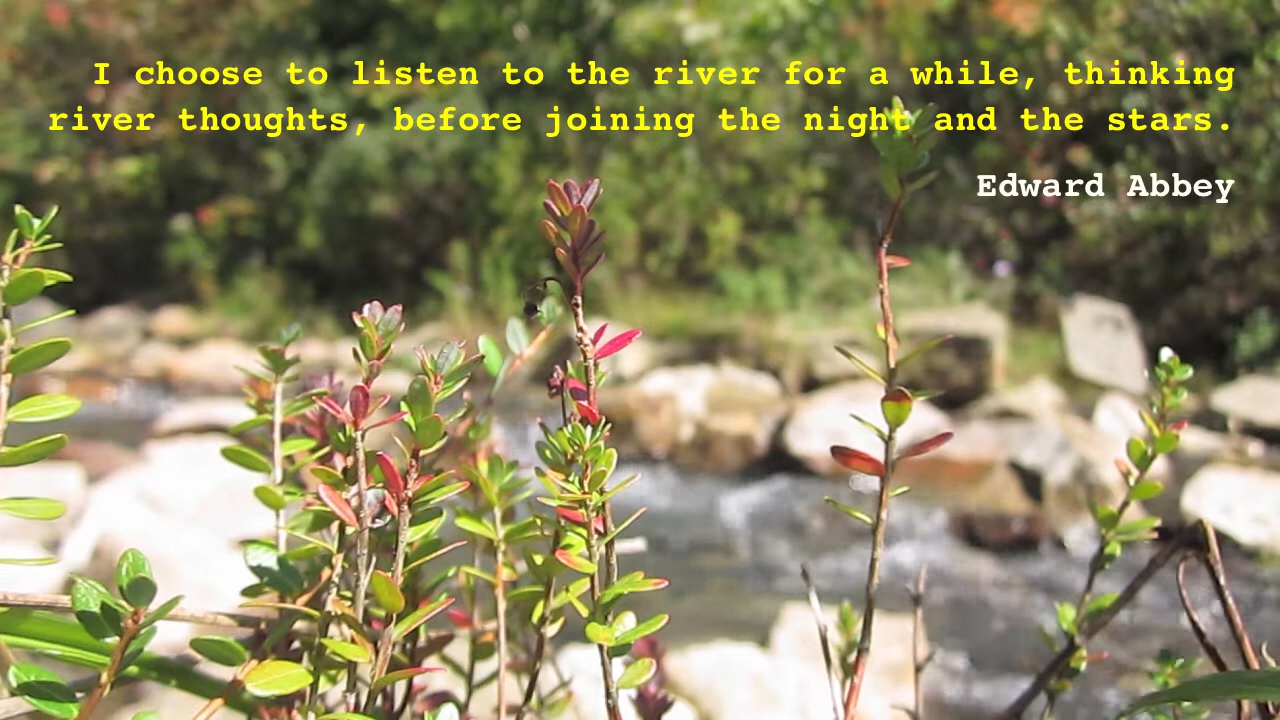 I choose to listen to the river for a while, thinking
river thoughts, before joining the night and the stars.
Edward Abbey